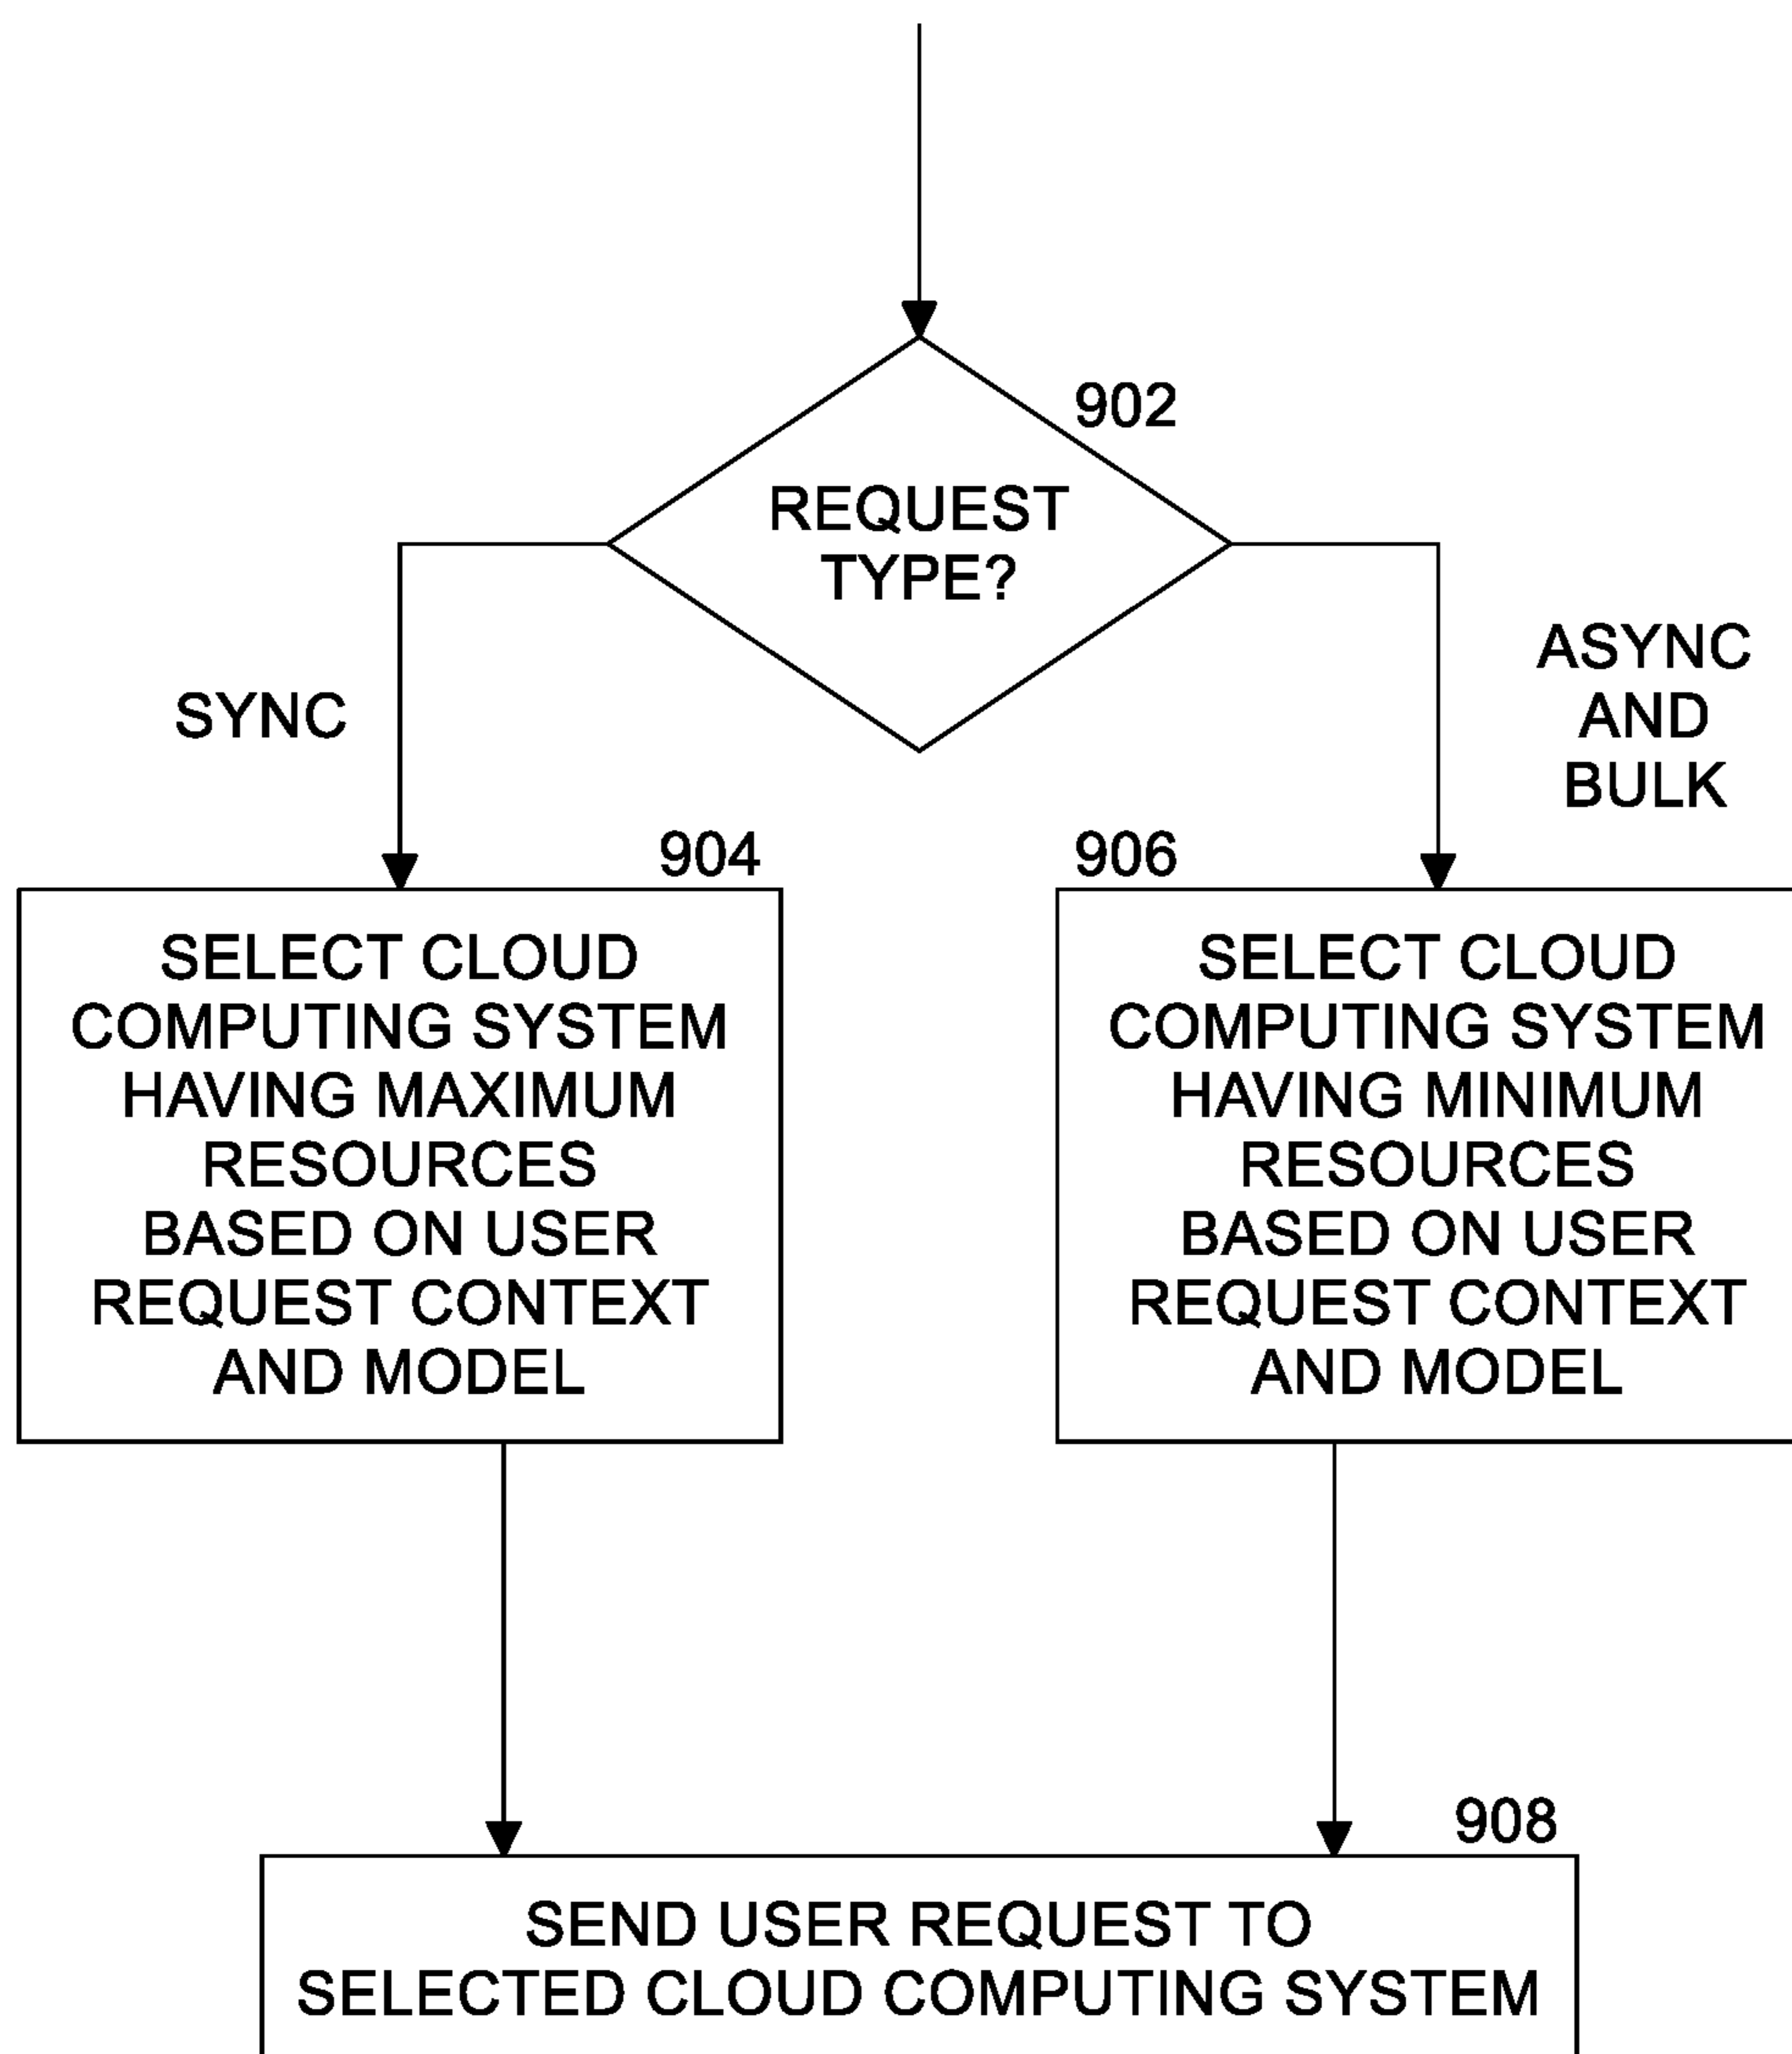 902
REQUEST
TYPE?
SYNC
ASYNC
AND
BULK
904
SELECT CLOUD
COMPUTING SYSTEM
HAVING MAXIMUM
RESOURCES
BASED ON USER
REQUEST CONTEXT
AND MODEL
906
SELECT CLOUD
COMPUTING SYSTEM
HAVING MINIMUM
RESOURCES
BASED ON USER
REQUEST CONTEXT
AND MODEL
908
SEND USER REQUEST TO
SELECTED CLOUD COMPUTING SYSTEM